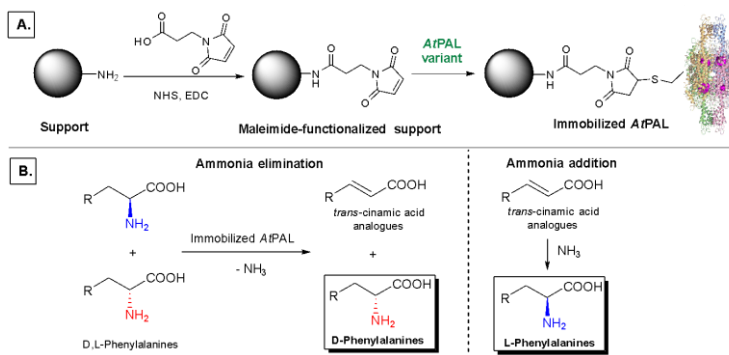 A.
HO
O
N
O
O
NH2
NHS, EDC
Support
NH
O
N
O
O
Maleimide-functionalized support
AtPAL
variant
NH
O
N
O
O
S
Immobilized AtPAL
B.
Ammonia elimination
R
COOH
NH2
+
R
COOH
NH2
D,L-Phenylalanines
Immobilized AtPAL
- NH3
R
COOH
trans-cinamic acid
analogues
+
R
COOH
NH2
D-Phenylalanines
Ammonia addition
R
COOH
trans-cinamic acid
analogues
NH3
R
COOH
NH2
L-Phenylalanines